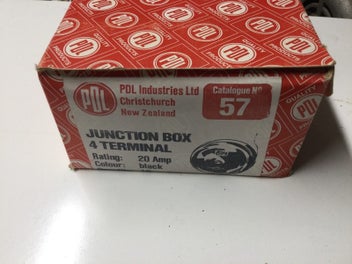 PDL
PDL Industries Ltd
Christchurch
New Zealand
Catalogue No
57
JUNCTION BOX
4 TERMINAL
Rating: 20 Amp
Colour: black